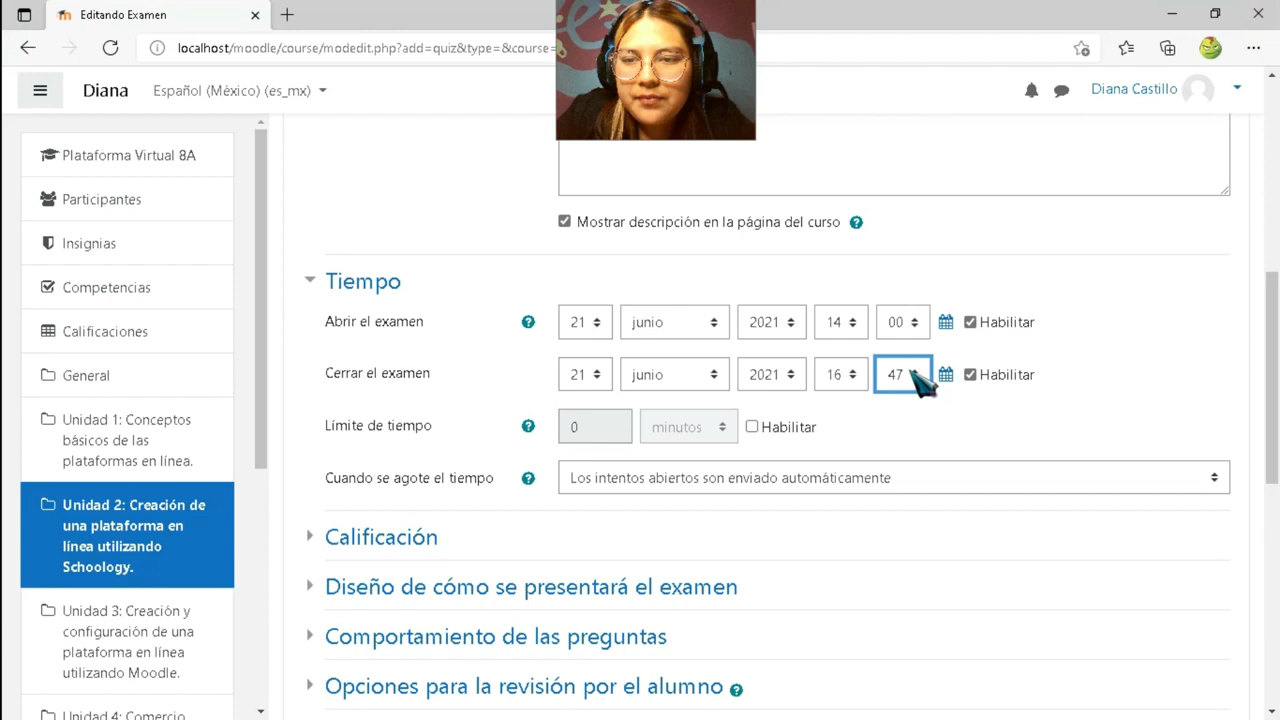 Editando Examen
localhost/moodle/course/modedit.php?add=quiz&type=&course=
Diana
Español (México) (es_mx)
Diana Castillo
Plataforma Virtual 8A
Participantes
Insignias
Competencias
Calificaciones
General
Unidad 1: Conceptos
básicos de las
plataformas en línea.
Unidad 2: Creación de
una plataforma en
línea utilizando
Schoology.
Unidad 3: Creación y
configuración de una
plataforma en línea
utilizando Moodle.
Unidad 4: Comercio
Mostrar descripción en la página del curso
Tiempo
Abrir el examen 21 junio 2021 14 00 Habilitar
Cerrar el examen 21 junio 2021 16 47 Habilitar
Límite de tiempo 0 minutos Habilitar
Cuando se agote el tiempo Los intentos abiertos son enviado automáticamente
Calificación
Diseño de cómo se presentará el examen
Comportamiento de las preguntas
Opciones para la revisión por el alumno